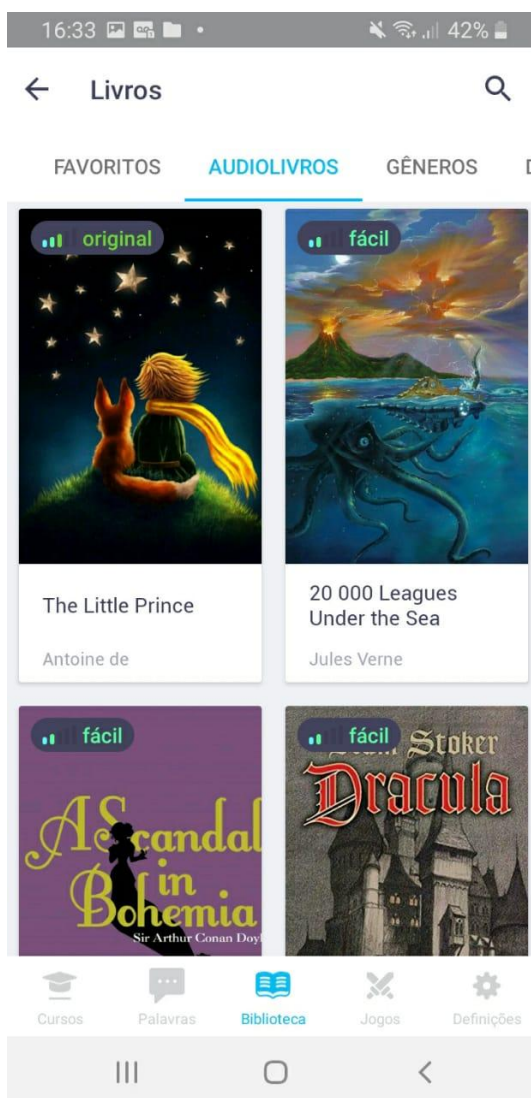 16:33 42%
Livros
FAVORITOS AUDIOLIVROS GÊNEROS
original
fácil
The Little Prince
20 000 Leagues
Under the Sea
Antoine de
Jules Verne
fácil
fácil
A Scandal
in
Bohemia
Sir Arthur Conan Doyl
Stoker
Dracula
Cursos Palavras Biblioteca Jogos Definições